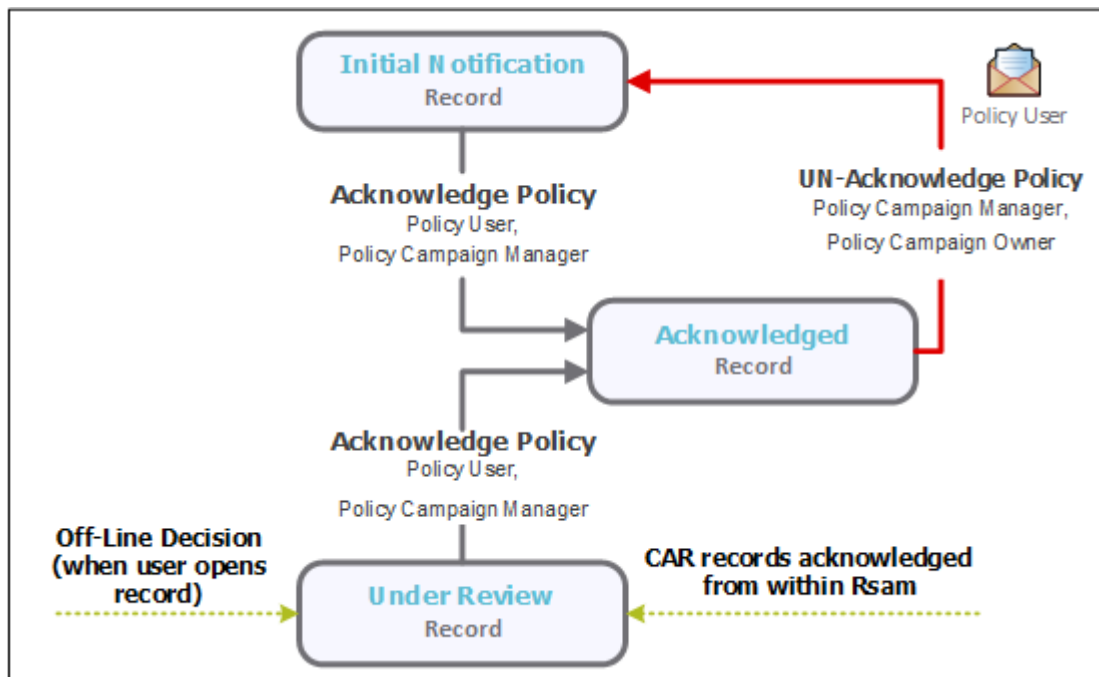 Initial Notification
Record
Policy User
Acknowledge Policy
Policy User,
Policy Campaign Manager
UN-Acknowledge Policy
Policy Campaign Manager,
Policy Campaign Owner
Acknowledged
Record
Acknowledge Policy
Policy User,
Policy Campaign Manager
Off-Line Decision
(when user opens
record)
CAR records acknowledged
from within Rsam
Under Review
Record